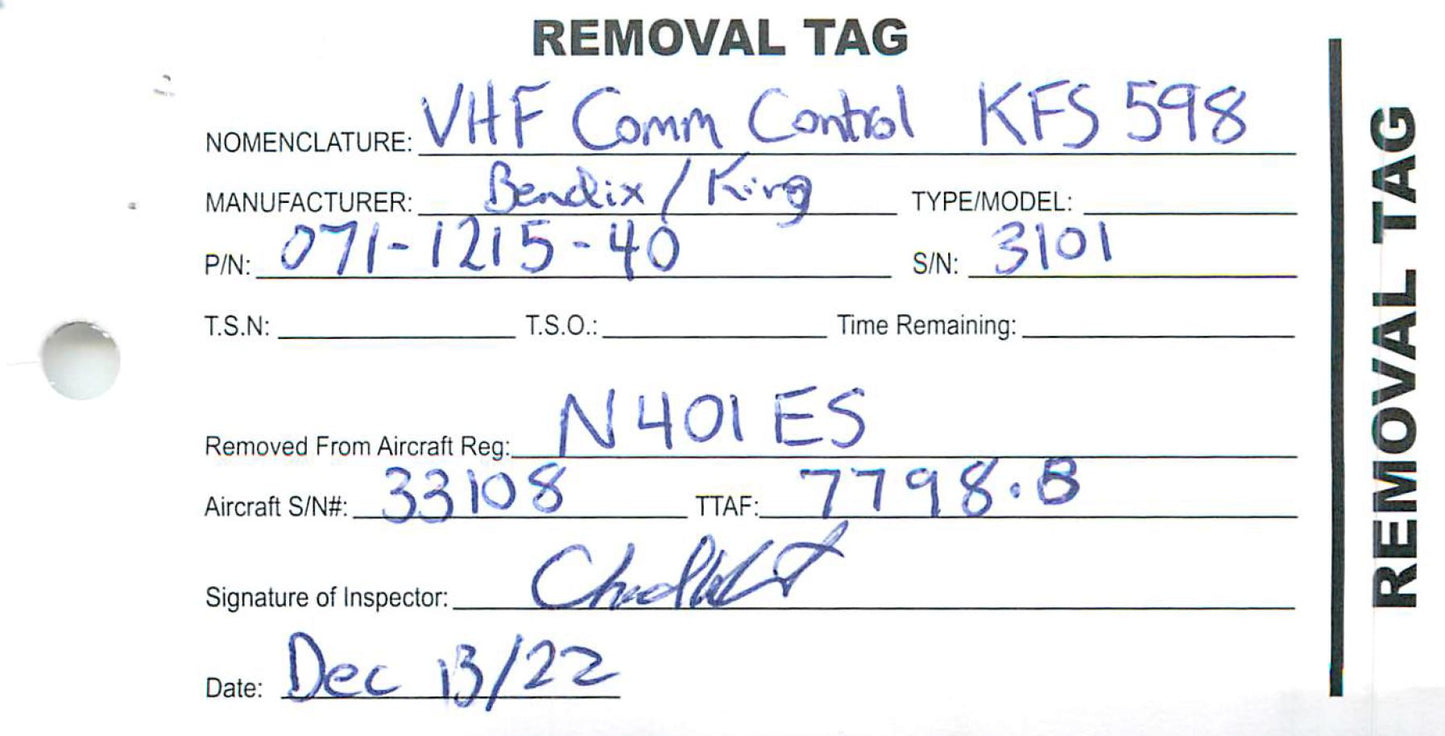 REMOVAL TAG
NOMENCLATURE: VHF Comm Control KFS 598
MANUFACTURER: Bendix / King TYPE/MODEL:
P/N: 071-1215-40 S/N: 3101
T.S.N: T.S.O.: Time Remaining:
Removed From Aircraft Reg: N401ES
Aircraft S/N#: 33108 TTAF: 7798.8
Signature of Inspector:
Date: Dec 13/22
REMOVAL TAG